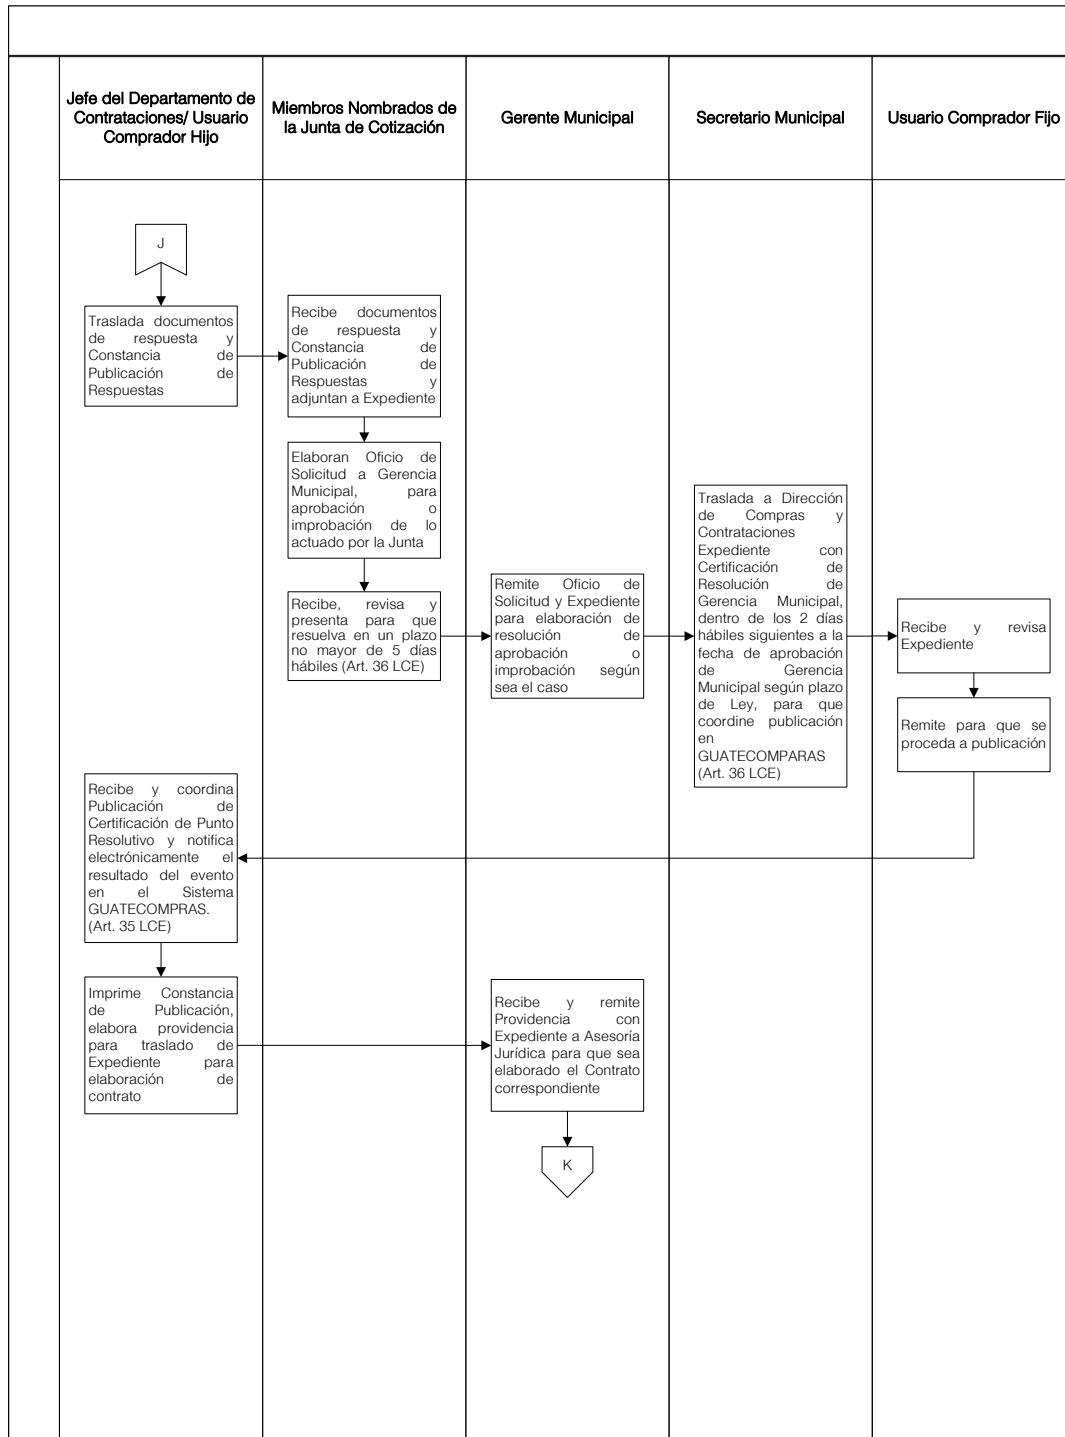 Jefe del Departamento de
Contrataciones/ Usuario
Comprador Hijo
Miembros Nombrados de
la Junta de Cotización
Gerente Municipal
Secretario Municipal
Usuario Comprador Fijo
J
Traslada documentos
de respuesta y
Constancia de
Publicación de
Respuestas
Recibe documentos
de respuesta y
Constancia de
Publicación de
Respuestas y
adjuntan a Expediente
Elaboran Oficio de
Solicitud a Gerencia
Municipal, para
aprobación o
improbación de lo
actuado por la Junta
Recibe, revisa y
presenta para que
resuelva en un plazo
no mayor de 5 días
hábiles (Art. 36 LCE)
Remite Oficio de
Solicitud y Expediente
para elaboración de
resolución de
aprobación o
improbación según
sea el caso
Traslada a Dirección
de Compras y
Contrataciones
Expediente con
Certificación de
Resolución de
Gerencia Municipal,
dentro de los 2 días
hábiles siguientes a la
fecha de aprobación
de Gerencia
Municipal según plazo
de Ley, para que
coordine publicación
en
GUATECOMPARAS
(Art. 36 LCE)
Recibe y revisa
Expediente
Remite para que se
proceda a publicación
Recibe y coordina
Publicación de
Certificación de Punto
Resolutivo y notifica
electrónicamente el
resultado del evento
en el Sistema
GUATECOMPRAS.
(Art. 35 LCE)
Imprime Constancia
de Publicación,
elabora providencia
para traslado de
Expediente para
elaboración de
contrato
Recibe y remite
Providencia con
Expediente a Asesoría
Jurídica para que sea
elaborado el Contrato
correspondiente
K